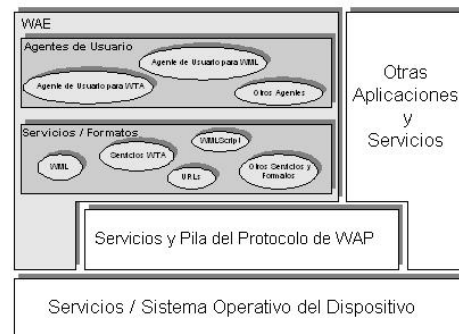 WAE
Agentes de Usuario
Agente de Usuario para WML
Agente de Usuario para WTA
Otros Agentes
Servicios / Formatos
WMLScript
Servicios WTA
WML
URLs
Otros Servicios y
Formatos
Otras
Aplicaciones
y
Servicios
Servicios y Pila del Protocolo de WAP
Servicios / Sistema Operativo del Dispositivo